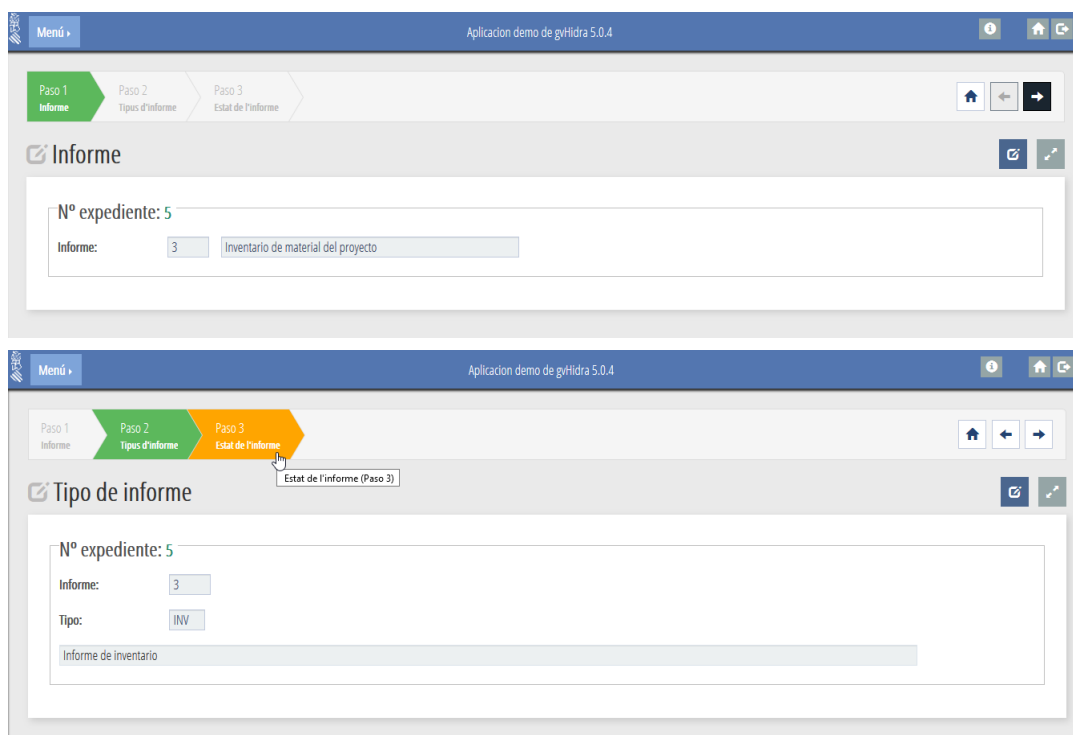 Menú
Aplicacion demo de gvHidra 5.0.4
Paso 1 Paso 2 Paso 3
Informe Tipus d'informe Estat de l'informe
Informe
Nº expediente: 5
Informe: 3 Inventario de material del proyecto
Menú
Aplicacion demo de gvHidra 5.0.4
Paso 1 Paso 2 Paso 3
Informe Tipus d'informe Estat de l'informe
Estat de l'informe (Paso 3)
Tipo de informe
Nº expediente: 5
Informe: 3
Tipo: INV
Informe de inventario